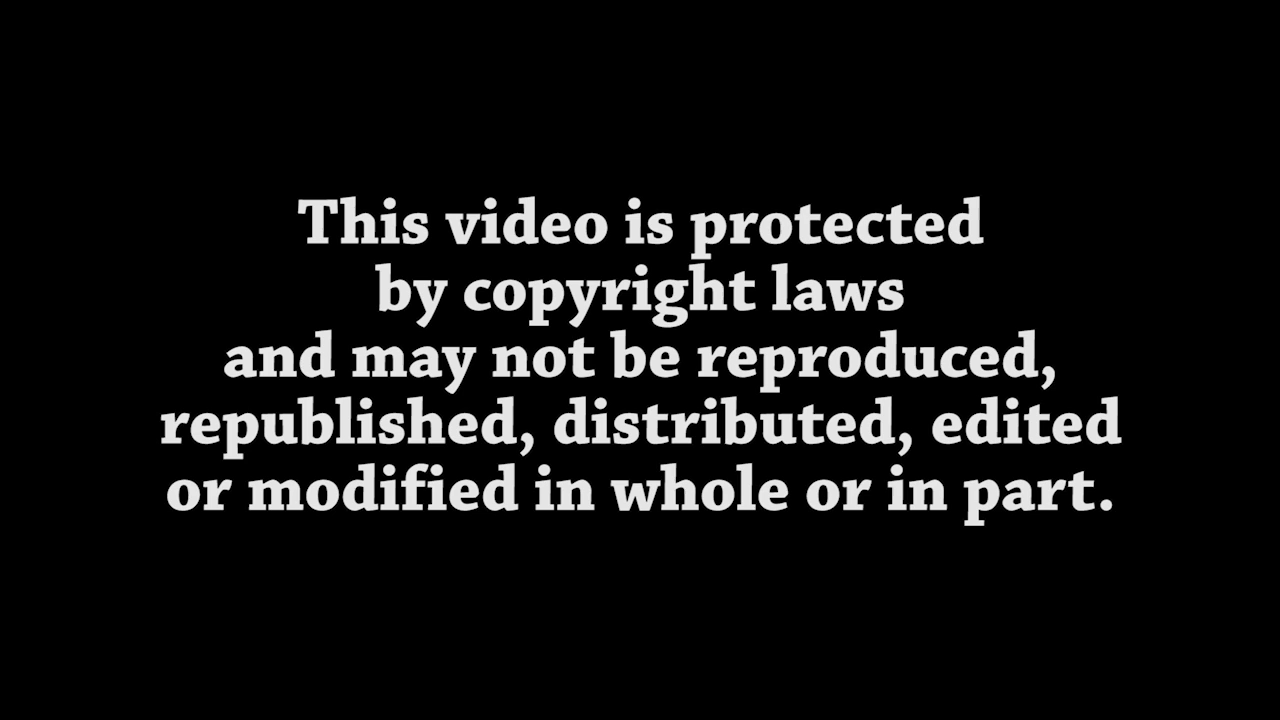 This video is protected
by copyright laws
and may not be reproduced,
republished, distributed, edited
or modified in whole or in part.